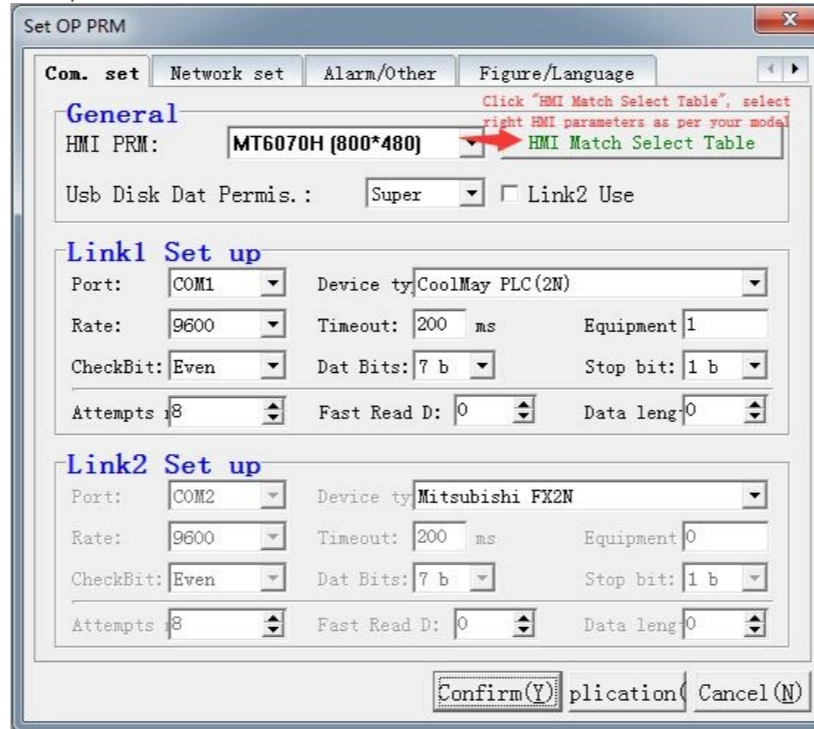 Set OP PRM
Com. set Network set Alarm/Other Figure/Language
Click "HMI Match Select Table", select
right HMI parameters as per your model
General
HMI PRM: MT6070H (800*480) HMI Match Select Table
Usb Disk Dat Permis.: Super Link2 Use
Link1 Set up
Port: COM1 Device ty CoolMay PLC(2N)
Rate: 9600 Timeout: 200 ms Equipment 1
CheckBit: Even Dat Bits: 7 b Stop bit: 1 b
Attempts 8 Fast Read D: 0 Data leng 0
Link2 Set up
Port: COM2 Device ty Mitsubishi FX2N
Rate: 9600 Timeout: 200 ms Equipment 0
CheckBit: Even Dat Bits: 7 b Stop bit: 1 b
Attempts 8 Fast Read D: 0 Data leng 0
Confirm(Y) plication( Cancel(N)